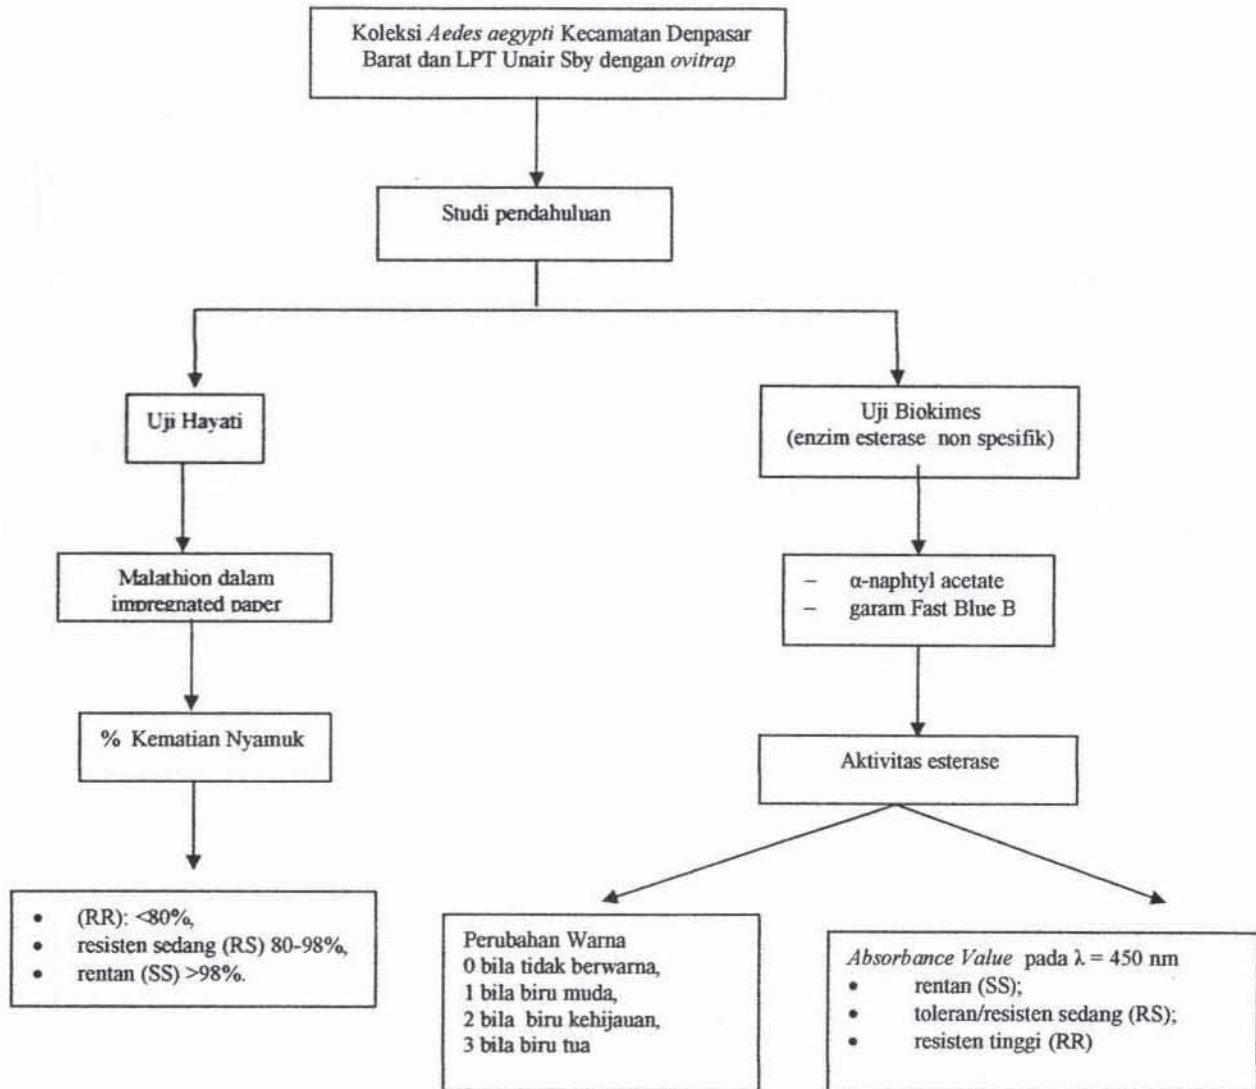 Koleksi Aedes aegypti Kecamatan Denpasar
Barat dan LPT Unair Sby dengan ovitrap
Studi pendahuluan
Uji Hayati
Malathion dalam
impregnated paper
% Kematian Nyamuk
• (RR): <80%,
• resisten sedang (RS) 80-98%,
• rentan (SS) >98%.
Uji Biokimes
(enzim esterase non spesifik)
– α-naphtyl acetate
– garam Fast Blue B
Aktivitas esterase
Perubahan Warna
0 bila tidak berwarna,
1 bila biru muda,
2 bila biru kehijauan,
3 bila biru tua
Absorbance Value pada λ = 450 nm
• rentan (SS);
• toleran/resisten sedang (RS);
• resisten tinggi (RR)